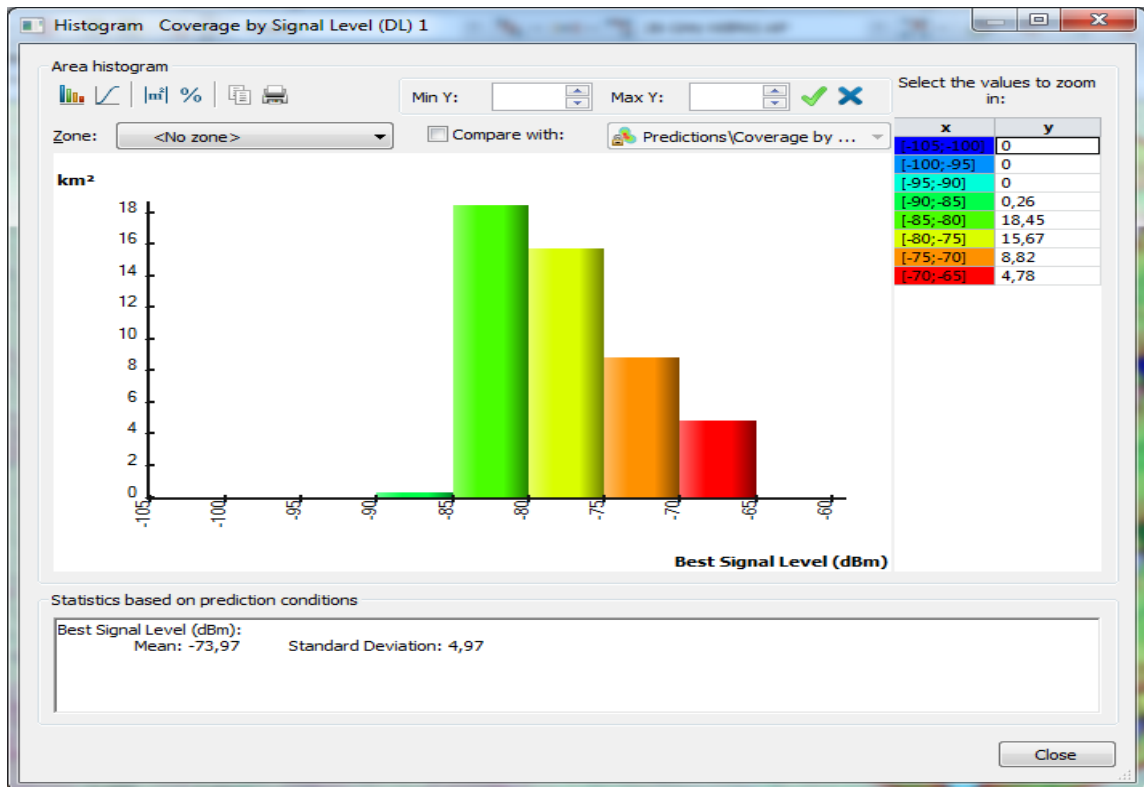 Histogram Coverage by Signal Level (DL) 1
Area histogram
Min Y:
Max Y:
Select the values to zoom in:
Zone: <No zone>
Compare with:
Predictions\Coverage by ...
x y
[-105;-100] 0
[-100;-95] 0
[-95;-90] 0
[-90;-85] 0,26
[-85;-80] 18,45
[-80;-75] 15,67
[-75;-70] 8,82
[-70;-65] 4,78
km²
18
16
14
12
10
8
6
4
2
0
-105 -100 -95 -90 -85 -80 -75 -70 -65 -60
Best Signal Level (dBm)
Statistics based on prediction conditions
Best Signal Level (dBm):
Mean: -73,97 Standard Deviation: 4,97
Close